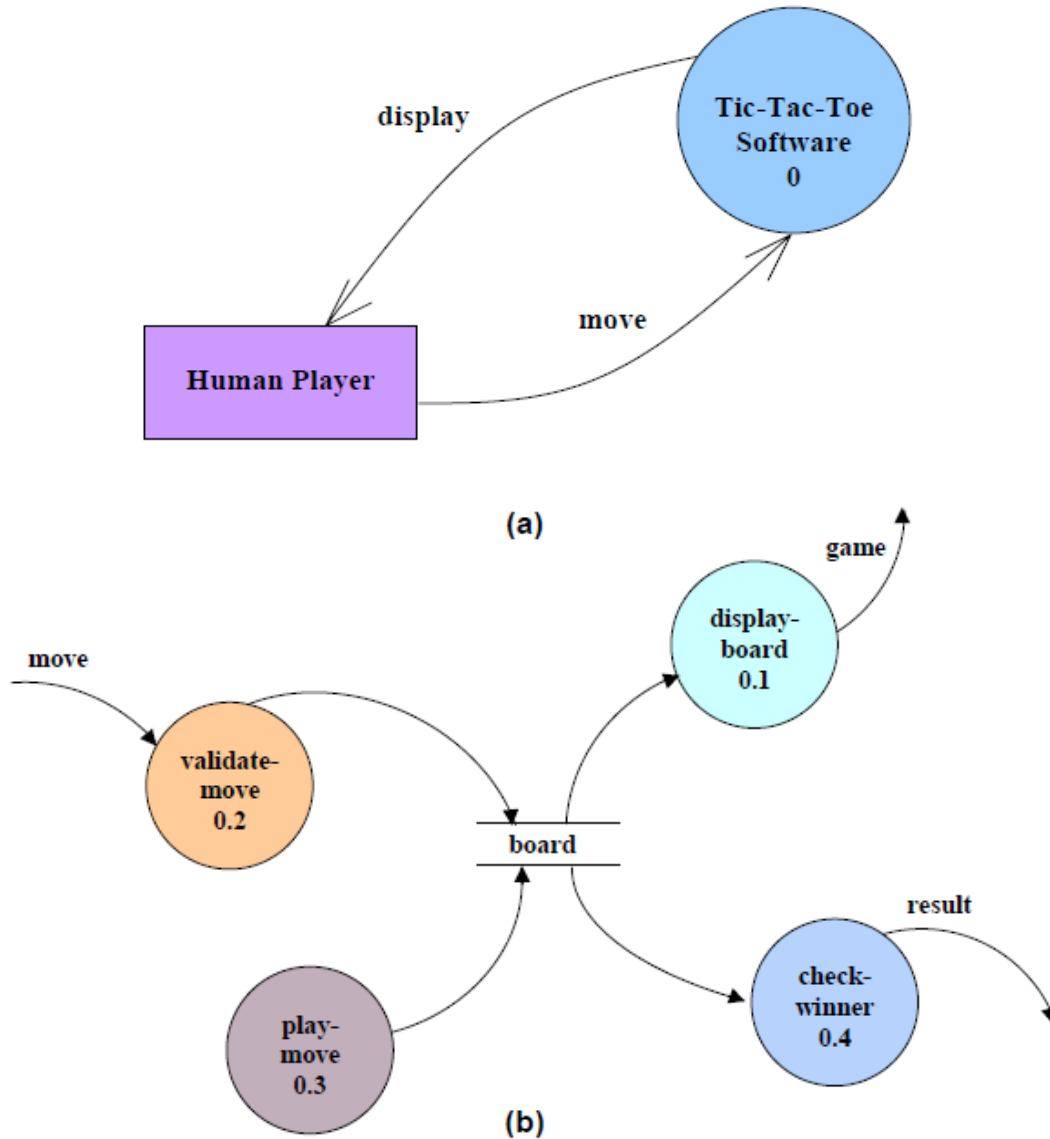 Tic-Tac-Toe
Software
0
display
move
Human Player
(a)
game
display-
board
0.1
move
validate-
move
0.2
board
result
check-
winner
0.4
play-
move
0.3
(b)